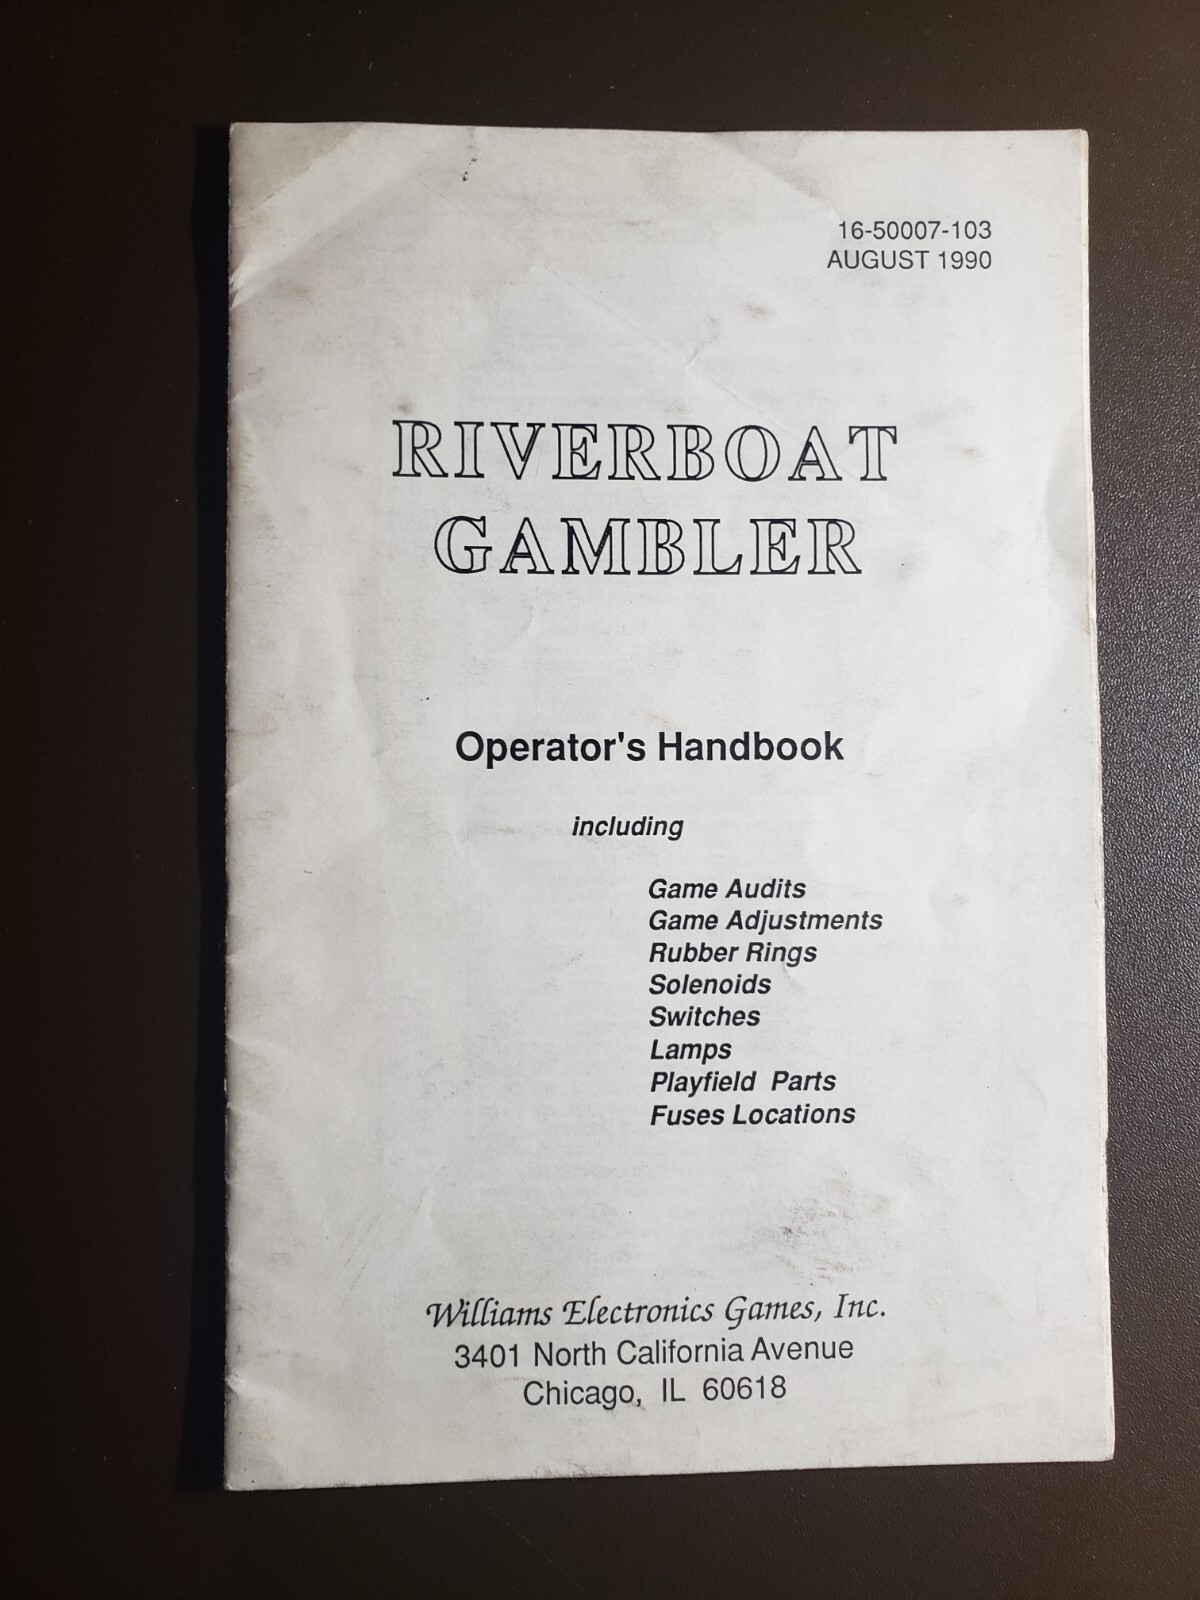 16-50007-103
AUGUST 1990
RIVERBOAT
GAMBLER
Operator's Handbook
including
Game Audits
Game Adjustments
Rubber Rings
Solenoids
Switches
Lamps
Playfield Parts
Fuses Locations
Williams Electronics Games, Inc.
3401 North California Avenue
Chicago, IL 60618